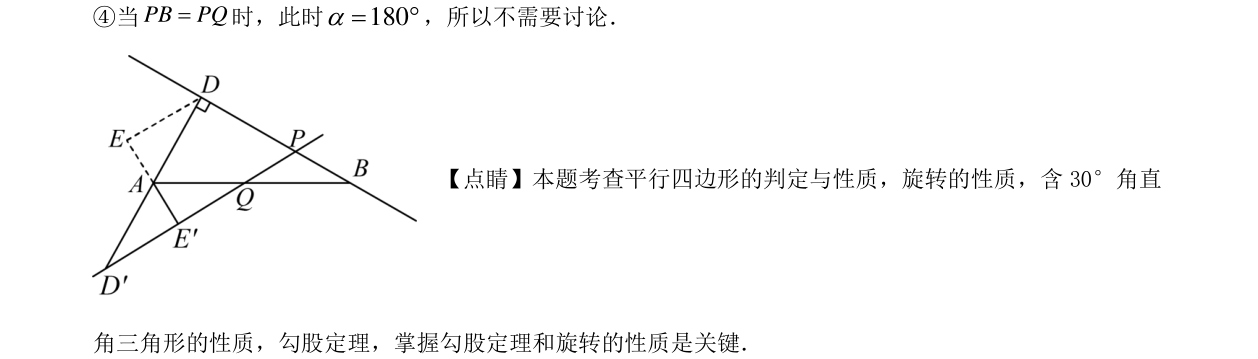 ④当PB=PQ时，此时α=180°，所以不需要讨论．
D
E
P
A
B
Q
E′
D′
【点睛】本题考查平行四边形的判定与性质，旋转的性质，含 30°角直
角三角形的性质，勾股定理，掌握勾股定理和旋转的性质是关键．